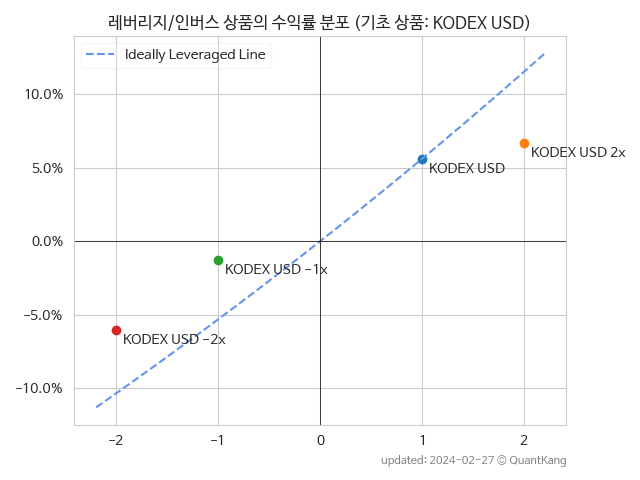 레버리지/인버스 상품의 수익률 분포 (기초 상품: KODEX USD)
Ideally Leveraged Line
10.0%
5.0%
0.0%
−5.0%
−10.0%
KODEX USD 2x
KODEX USD
KODEX USD −1x
KODEX USD −2x
−2
−1
0
1
2
updated: 2024-02-27 © QuantKang